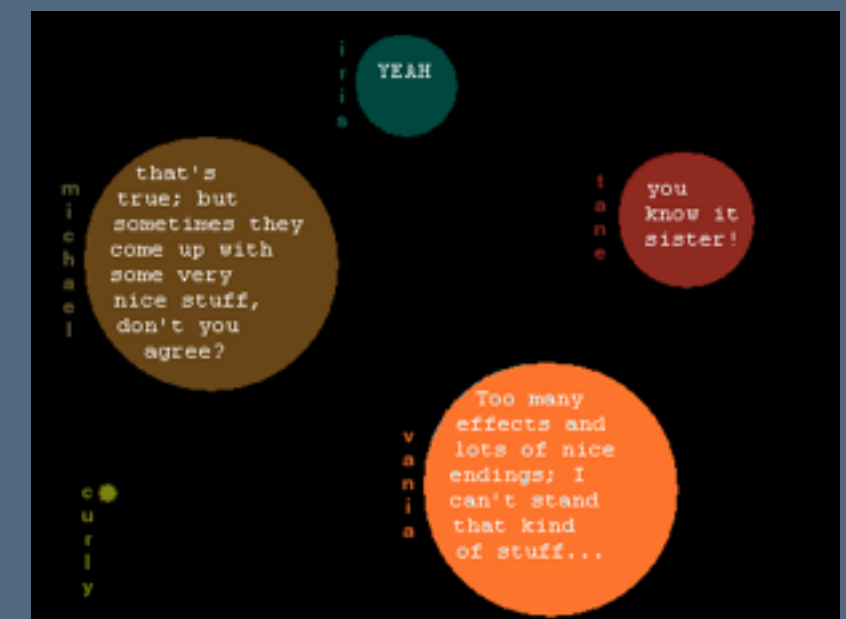 iris
YEAH
michael
that's
true; but
sometimes they
come up with
some very
nice stuff,
don't you
agree?
tane
you
know it
sister!
vania
Too many
effects and
lots of nice
endings; I
can't stand
that kind
of stuff...
curly